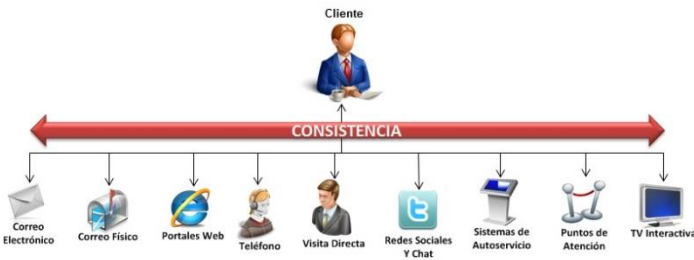 Cliente
CONSISTENCIA
Correo
Electrónico
Correo Físico
Portales Web
Teléfono
Visita Directa
Redes Sociales
Y Chat
Sistemas de
Autoservicio
Puntos de
Atención
TV Interactiva